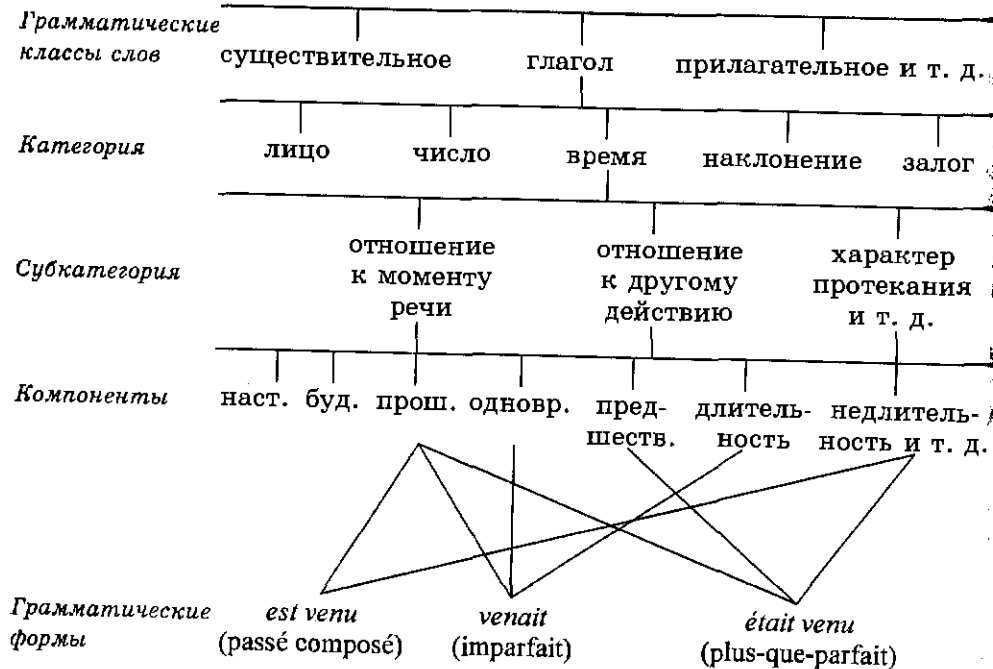 Грамматические
классы слов
существительное глагол прилагательное и т. д.
Категория лицо число время наклонение залог
Субкатегория
отношение
к моменту
речи
отношение
к другому
действию
характер
протекания
и т. д.
Компоненты наст. буд. прош. одновр. пред- длитель- недлитель-
шеств. ность ность и т. д.
Грамматические
формы
est venu
(passé composé)
venait
(imparfait)
était venu
(plus-que-parfait)